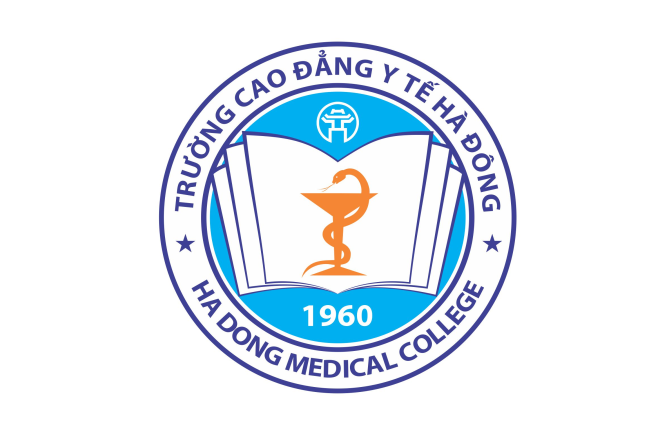 TRƯỜNG CAO ĐẲNG Y TẾ HÀ ĐÔNG
1960
HA DONG MEDICAL COLLEGE